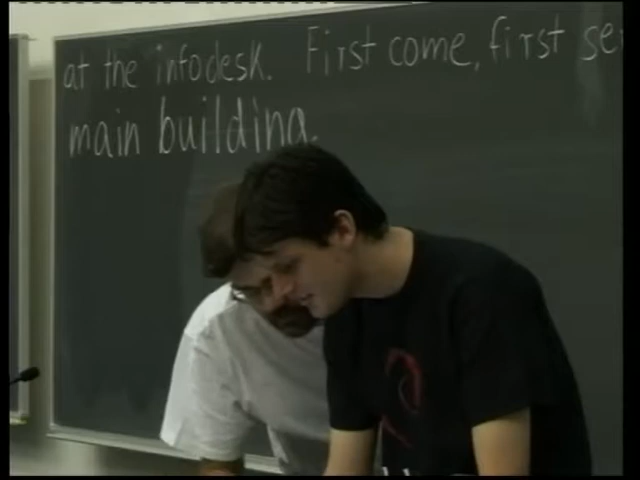 at the infodesk. First come, first se
main building.